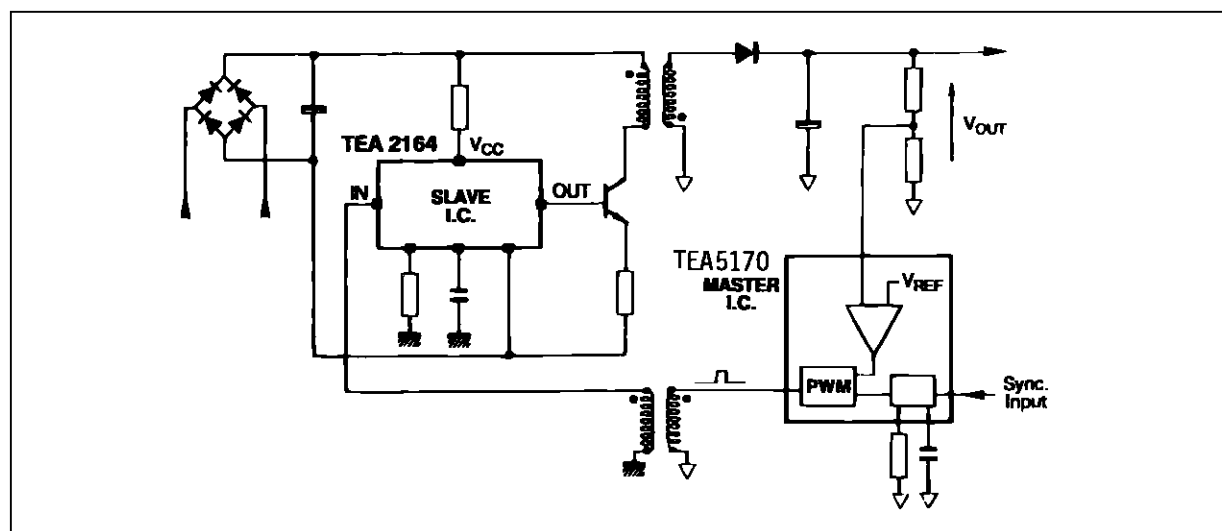 TEA 2164
VCC
IN
SLAVE
I.C.
OUT
VOUT
TEA5170
MASTER
I.C.
VREF
PWM
Sync.
Input